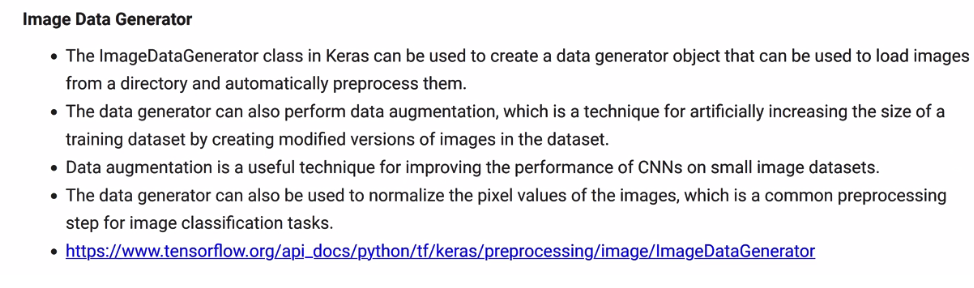 Image Data Generator
• The ImageDataGenerator class in Keras can be used to create a data generator object that can be used to load images
from a directory and automatically preprocess them.
• The data generator can also perform data augmentation, which is a technique for artificially increasing the size of a
training dataset by creating modified versions of images in the dataset.
• Data augmentation is a useful technique for improving the performance of CNNs on small image datasets.
• The data generator can also be used to normalize the pixel values of the images, which is a common preprocessing
step for image classification tasks.
• https://www.tensorflow.org/api_docs/python/tf/keras/preprocessing/image/ImageDataGenerator